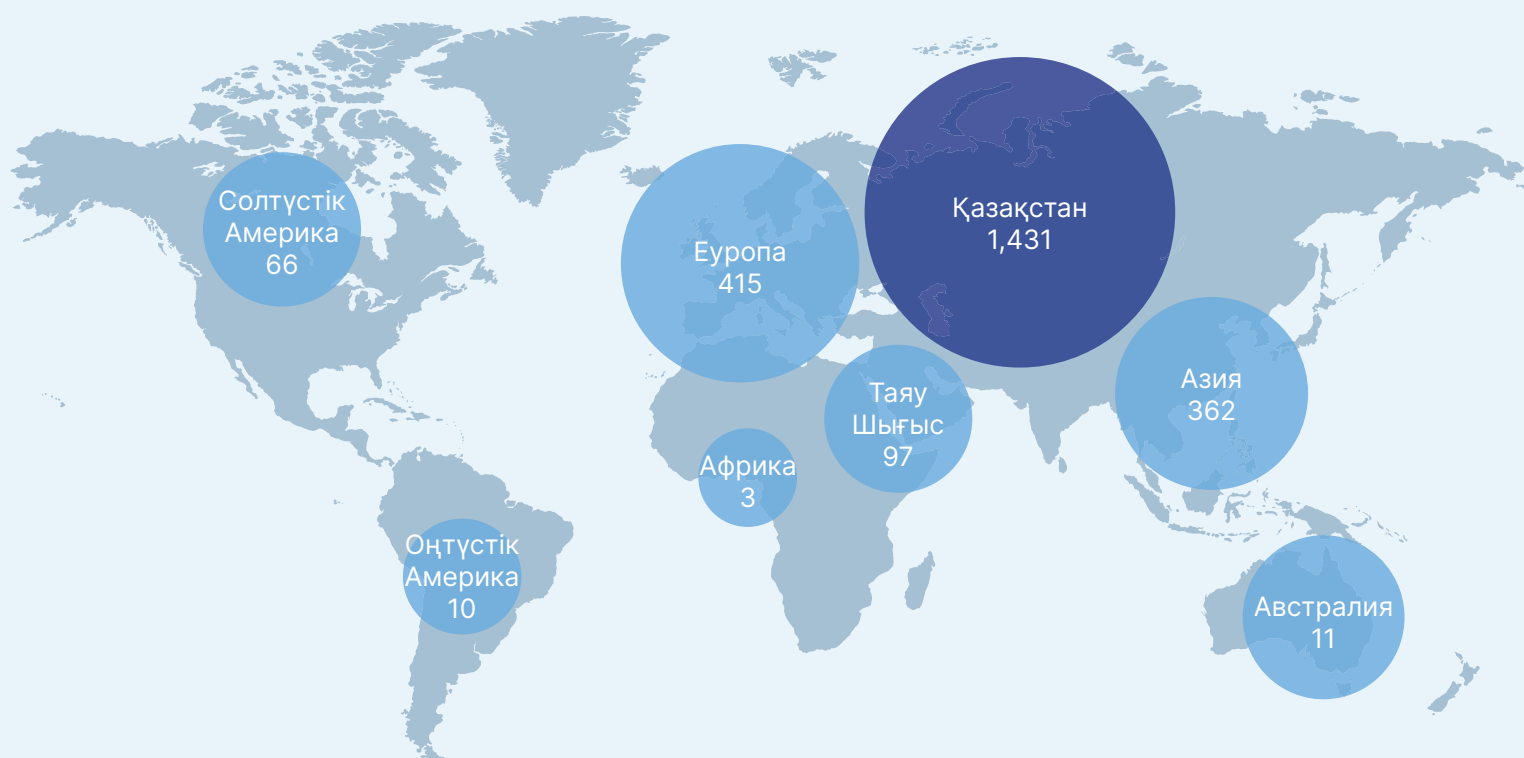 Солтүстік
Америка
66
Еуропа
415
Қазақстан
1,431
Таяу
Шығыс
97
Азия
362
Африка
3
Оңтүстік
Америка
10
Австралия
11